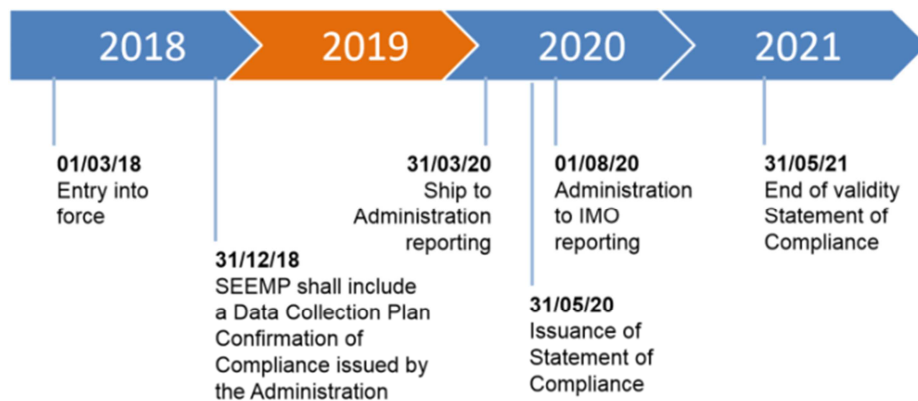 2018
2019
2020
2021
01/03/18
Entry into
force
31/12/18
SEEMP shall include
a Data Collection Plan
Confirmation of
Compliance issued by
the Administration
31/03/20
Ship to
Administration
reporting
31/05/20
Issuance of
Statement of
Compliance
01/08/20
Administration
to IMO
reporting
31/05/21
End of validity
Statement of
Compliance